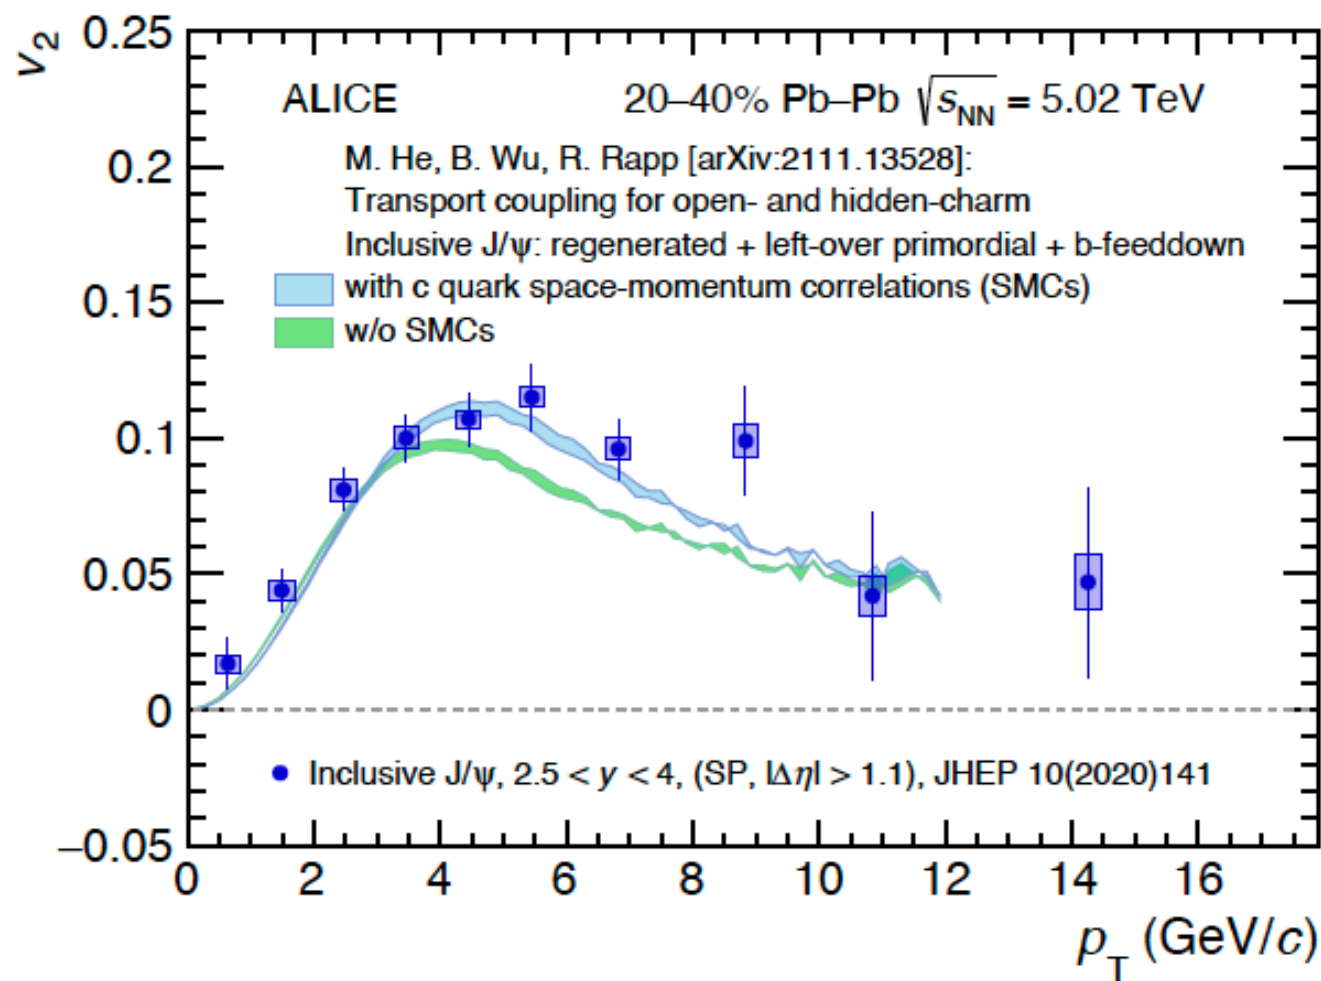 v₂
0.25
0.2
0.15
0.1
0.05
0
−0.05
ALICE 20–40% Pb–Pb √sNN = 5.02 TeV
M. He, B. Wu, R. Rapp [arXiv:2111.13528]:
Transport coupling for open- and hidden-charm
Inclusive J/ψ: regenerated + left-over primordial + b-feeddown
with c quark space-momentum correlations (SMCs)
w/o SMCs
Inclusive J/ψ, 2.5 < y < 4, (SP, |Δη| > 1.1), JHEP 10(2020)141
0 2 4 6 8 10 12 14 16
pT (GeV/c)